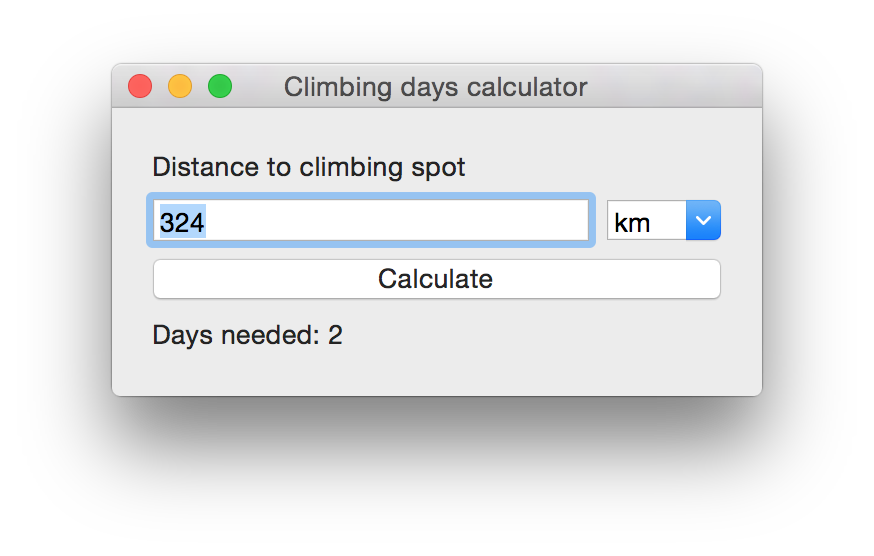 Climbing days calculator
Distance to climbing spot
324 km
Calculate
Days needed: 2